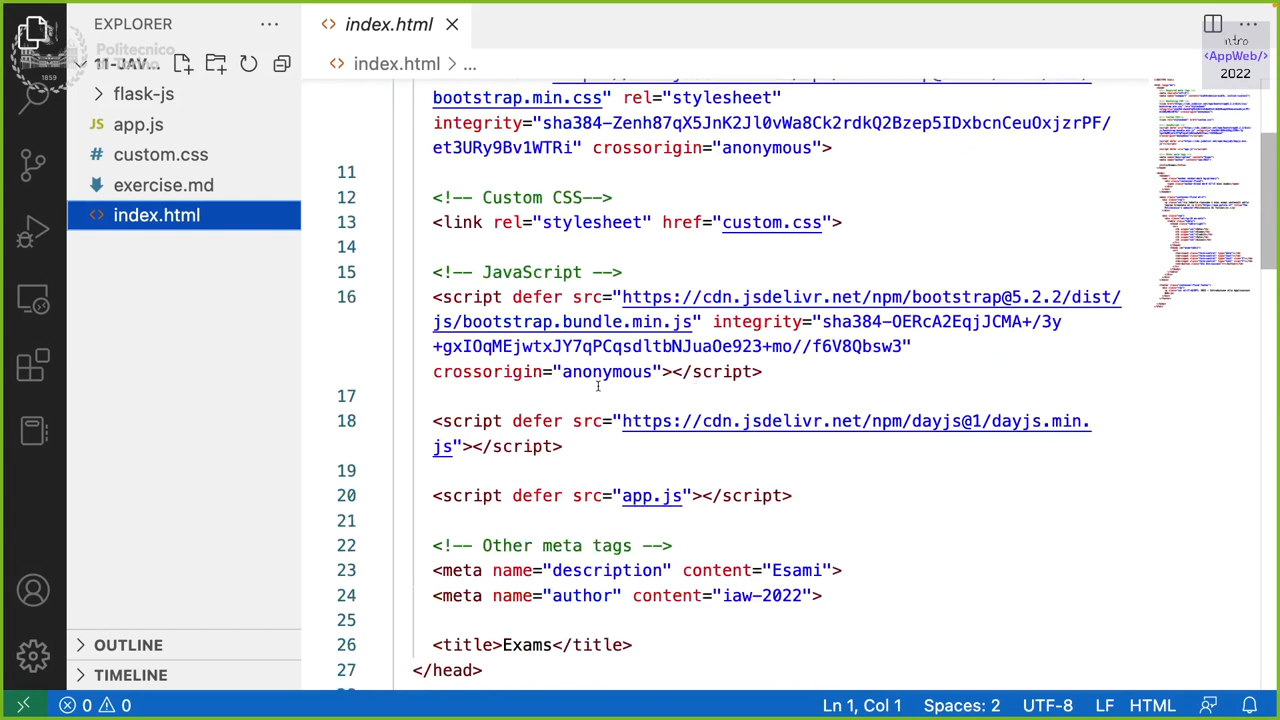 EXPLORER
index.html
Politecnico
1859
11-JAV...
index.html > ...
ntro
<AppWeb/>
2022
flask-js
JS app.js
custom.css
exercise.md
index.html
bootstrap.min.css" rel="stylesheet"
integrity="sha384-Zenh87qX5JnK2Jl0vWa8Ck2rdkQ2Bzep5IDxbcnCeuOxjzrPF/
et3URy9Bv1WTRi" crossorigin="anonymous">
11
12 <!-- Custom CSS-->
13 <link rel="stylesheet" href="custom.css">
14
15 <!-- JavaScript -->
16 <script defer src="https://cdn.jsdelivr.net/npm/bootstrap@5.2.2/dist/
js/bootstrap.bundle.min.js" integrity="sha384-OERcA2EqjJCMA+/3y
+gxIOqMEjwtxJY7qPCqsdltbNJuaOe923+mo//f6V8Qbsw3"
crossorigin="anonymous"></script>
17
18 <script defer src="https://cdn.jsdelivr.net/npm/dayjs@1/dayjs.min.
js"></script>
19
20 <script defer src="app.js"></script>
21
22 <!-- Other meta tags -->
23 <meta name="description" content="Esami">
24 <meta name="author" content="iaw-2022">
25
26 <title>Exams</title>
27 </head>
OUTLINE
TIMELINE
0 0
Ln 1, Col 1 Spaces: 2 UTF-8 LF HTML